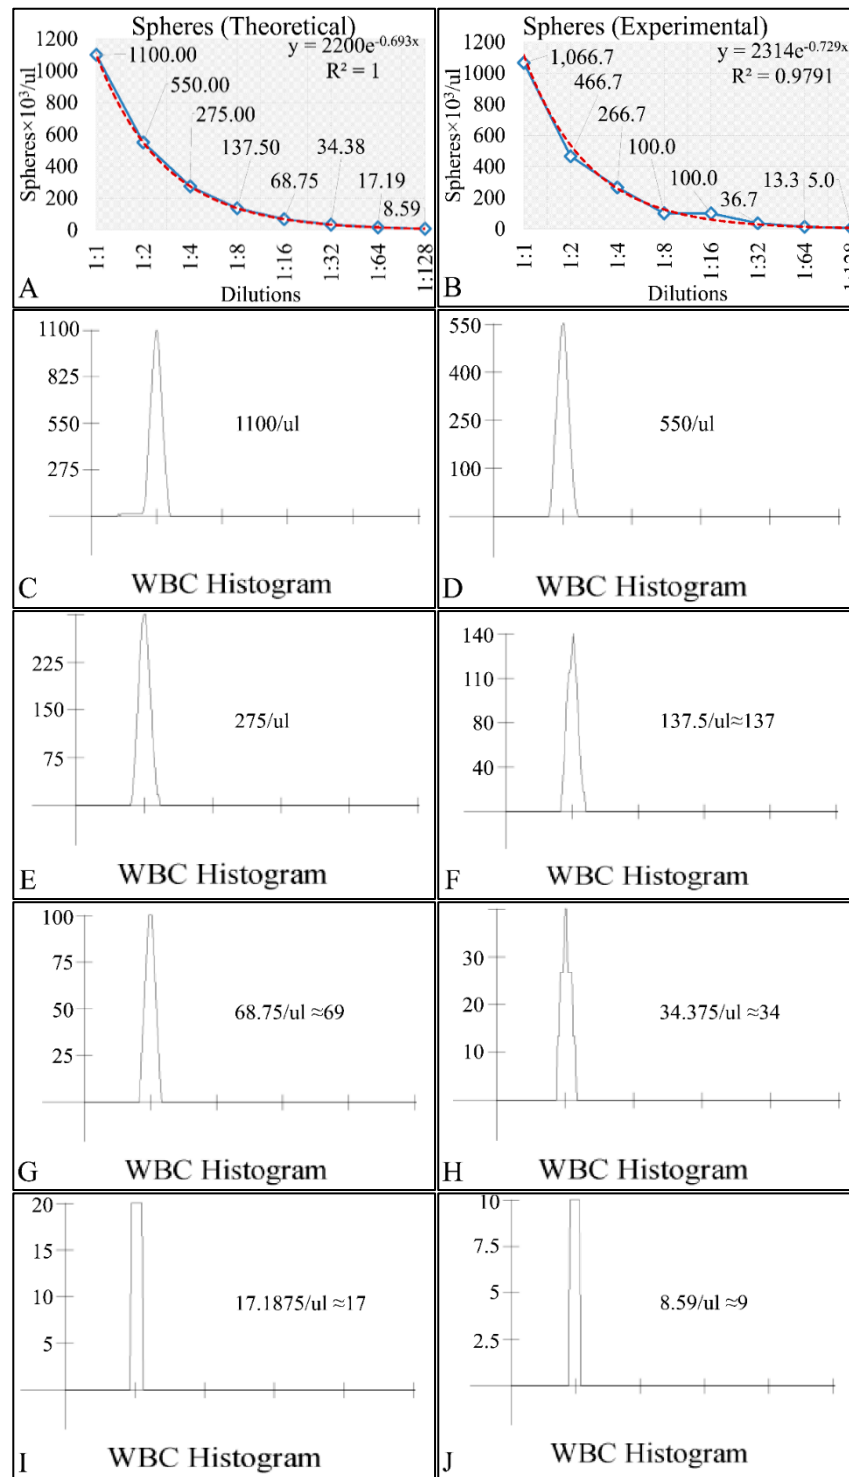 Spheres (Theoretical)
y = 2200e-0.693x
R² = 1
Spheres×10³/ul
1200
1000
800
600
400
200
0
1100.00
550.00
275.00
137.50
68.75
34.38
17.19
8.59
1:1
1:2
1:4
1:8
1:16
1:32
1:64
1:128
Dilutions
A
Spheres (Experimental)
y = 2314e-0.729x
R² = 0.9791
Spheres×10³/ul
1200
1000
800
600
400
200
0
1,066.7
466.7
266.7
100.0
100.0
36.7
13.3
5.0
1:1
1:2
1:4
1:8
1:16
1:32
1:64
1:128
Dilutions
B
1100
825
550
275
1100/ul
C
WBC Histogram
550
400
250
100
550/ul
D
WBC Histogram
225
150
75
275/ul
E
WBC Histogram
140
110
80
40
137.5/ul≈137
F
WBC Histogram
100
75
50
25
68.75/ul ≈69
G
WBC Histogram
30
20
10
34.375/ul ≈34
H
WBC Histogram
20
15
10
5
17.1875/ul ≈17
I
WBC Histogram
10
7.5
5
2.5
8.59/ul ≈9
J
WBC Histogram